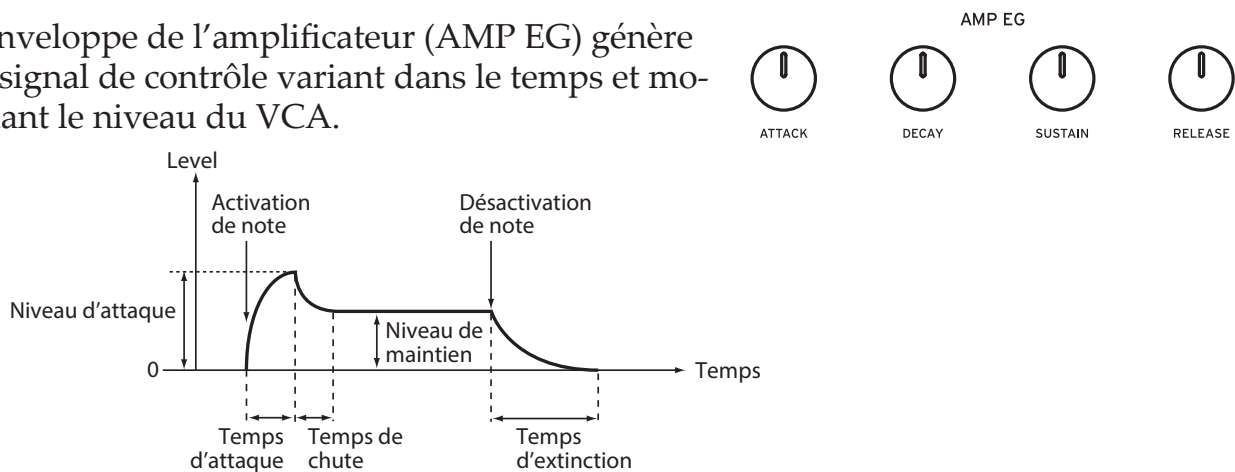 nveloppe de l’amplificateur (AMP EG) génère
signal de contrôle variant dans le temps et mo-
ant le niveau du VCA.
AMP EG
ATTACK
DECAY
SUSTAIN
RELEASE
Level
Activation
de note
Désactivation
de note
Niveau d’attaque
Niveau de
maintien
0
Temps
Temps
d’attaque
Temps de
chute
Temps
d’extinction